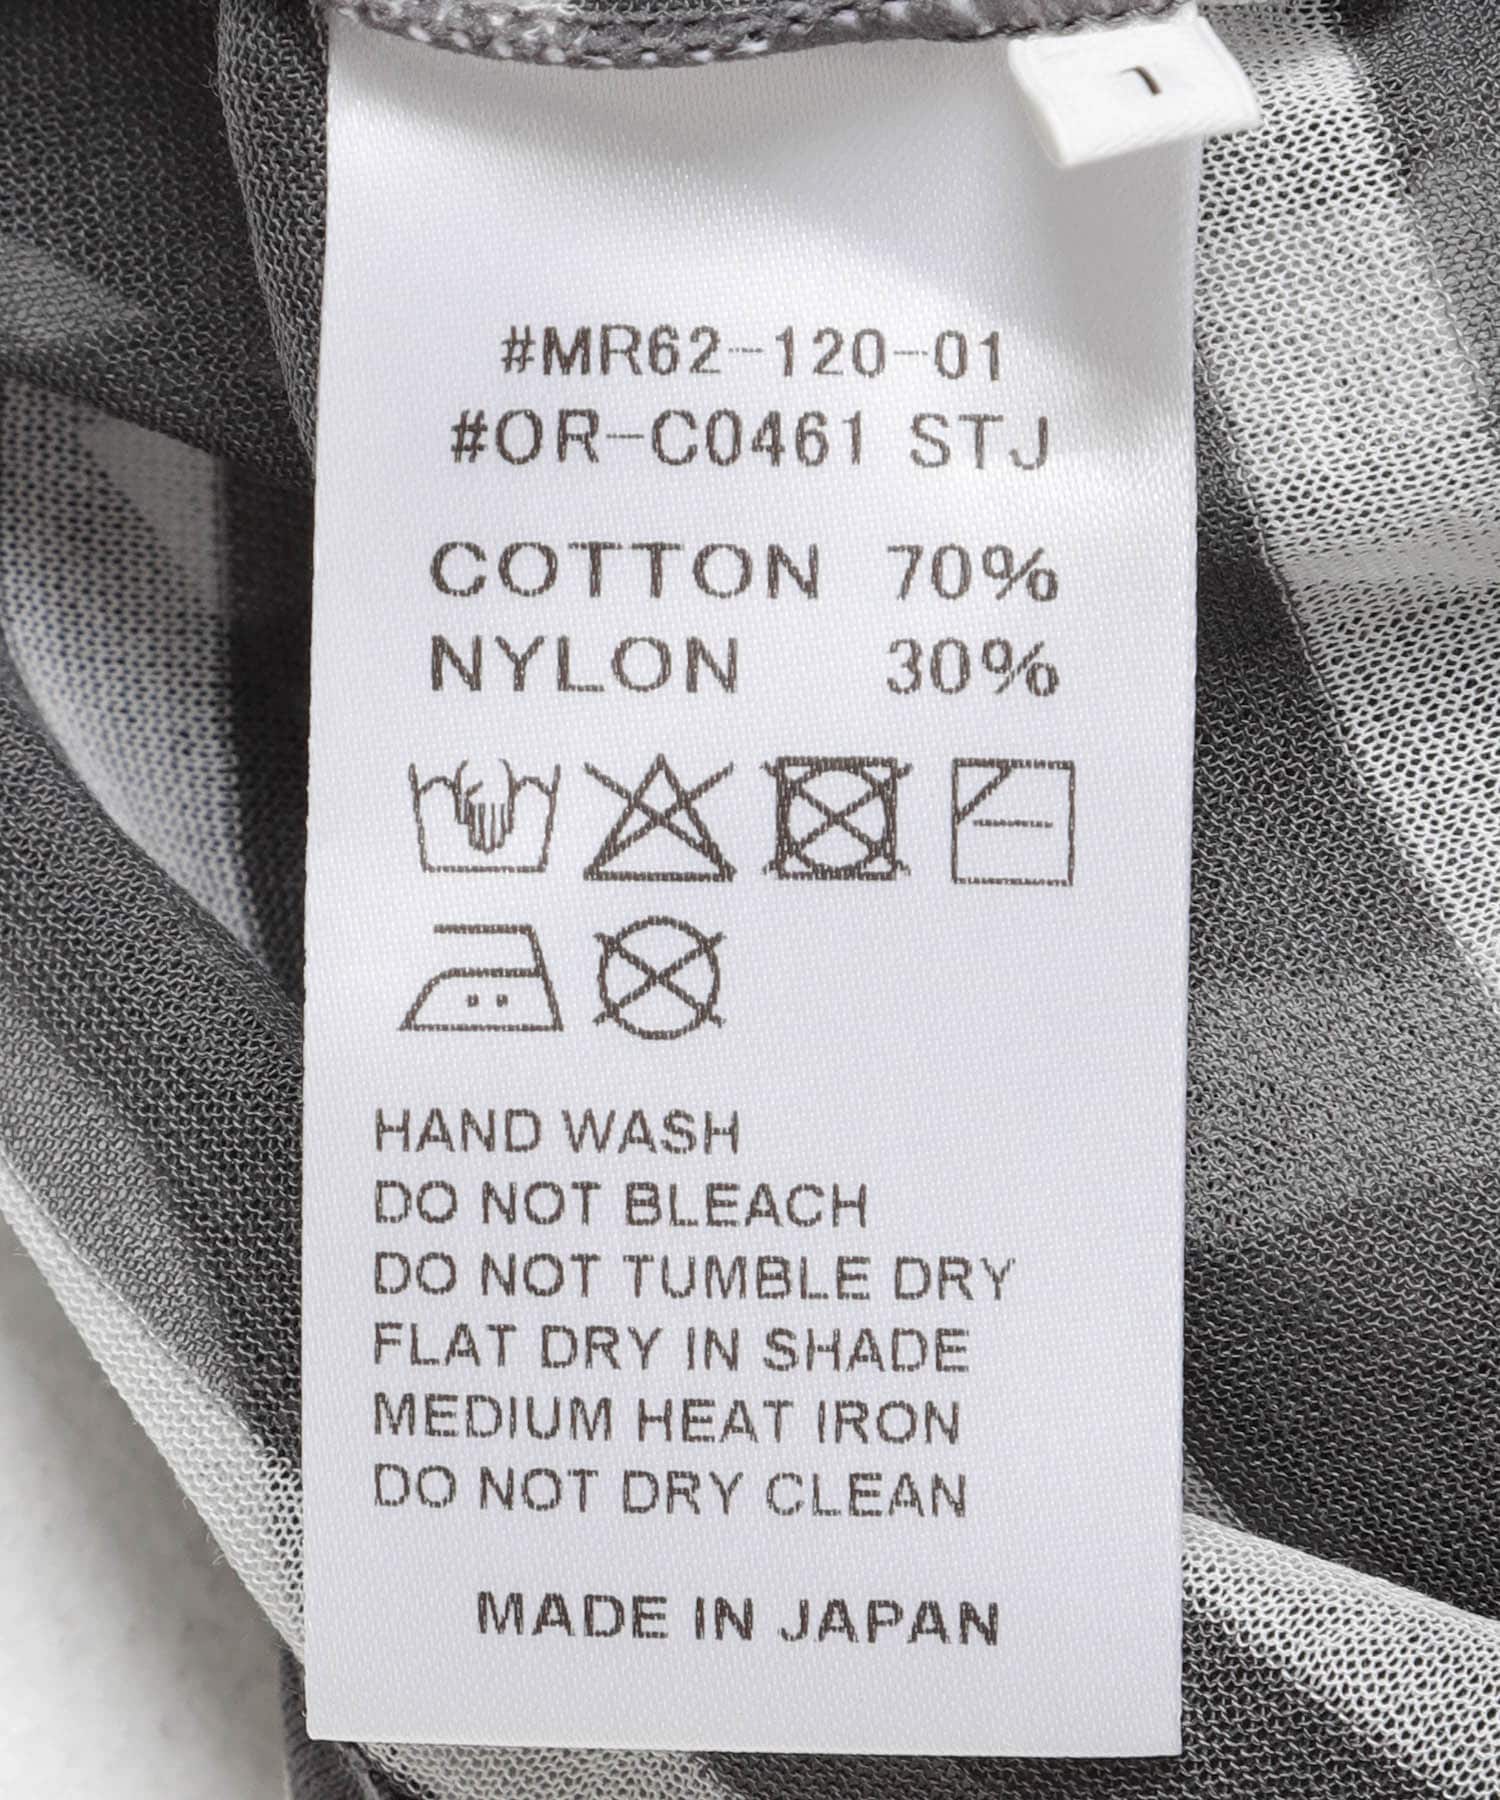 1
#MR62-120-01
#OR-C0461 STJ
COTTON 70%
NYLON 30%
HAND WASH
DO NOT BLEACH
DO NOT TUMBLE DRY
FLAT DRY IN SHADE
MEDIUM HEAT IRON
DO NOT DRY CLEAN
MADE IN JAPAN